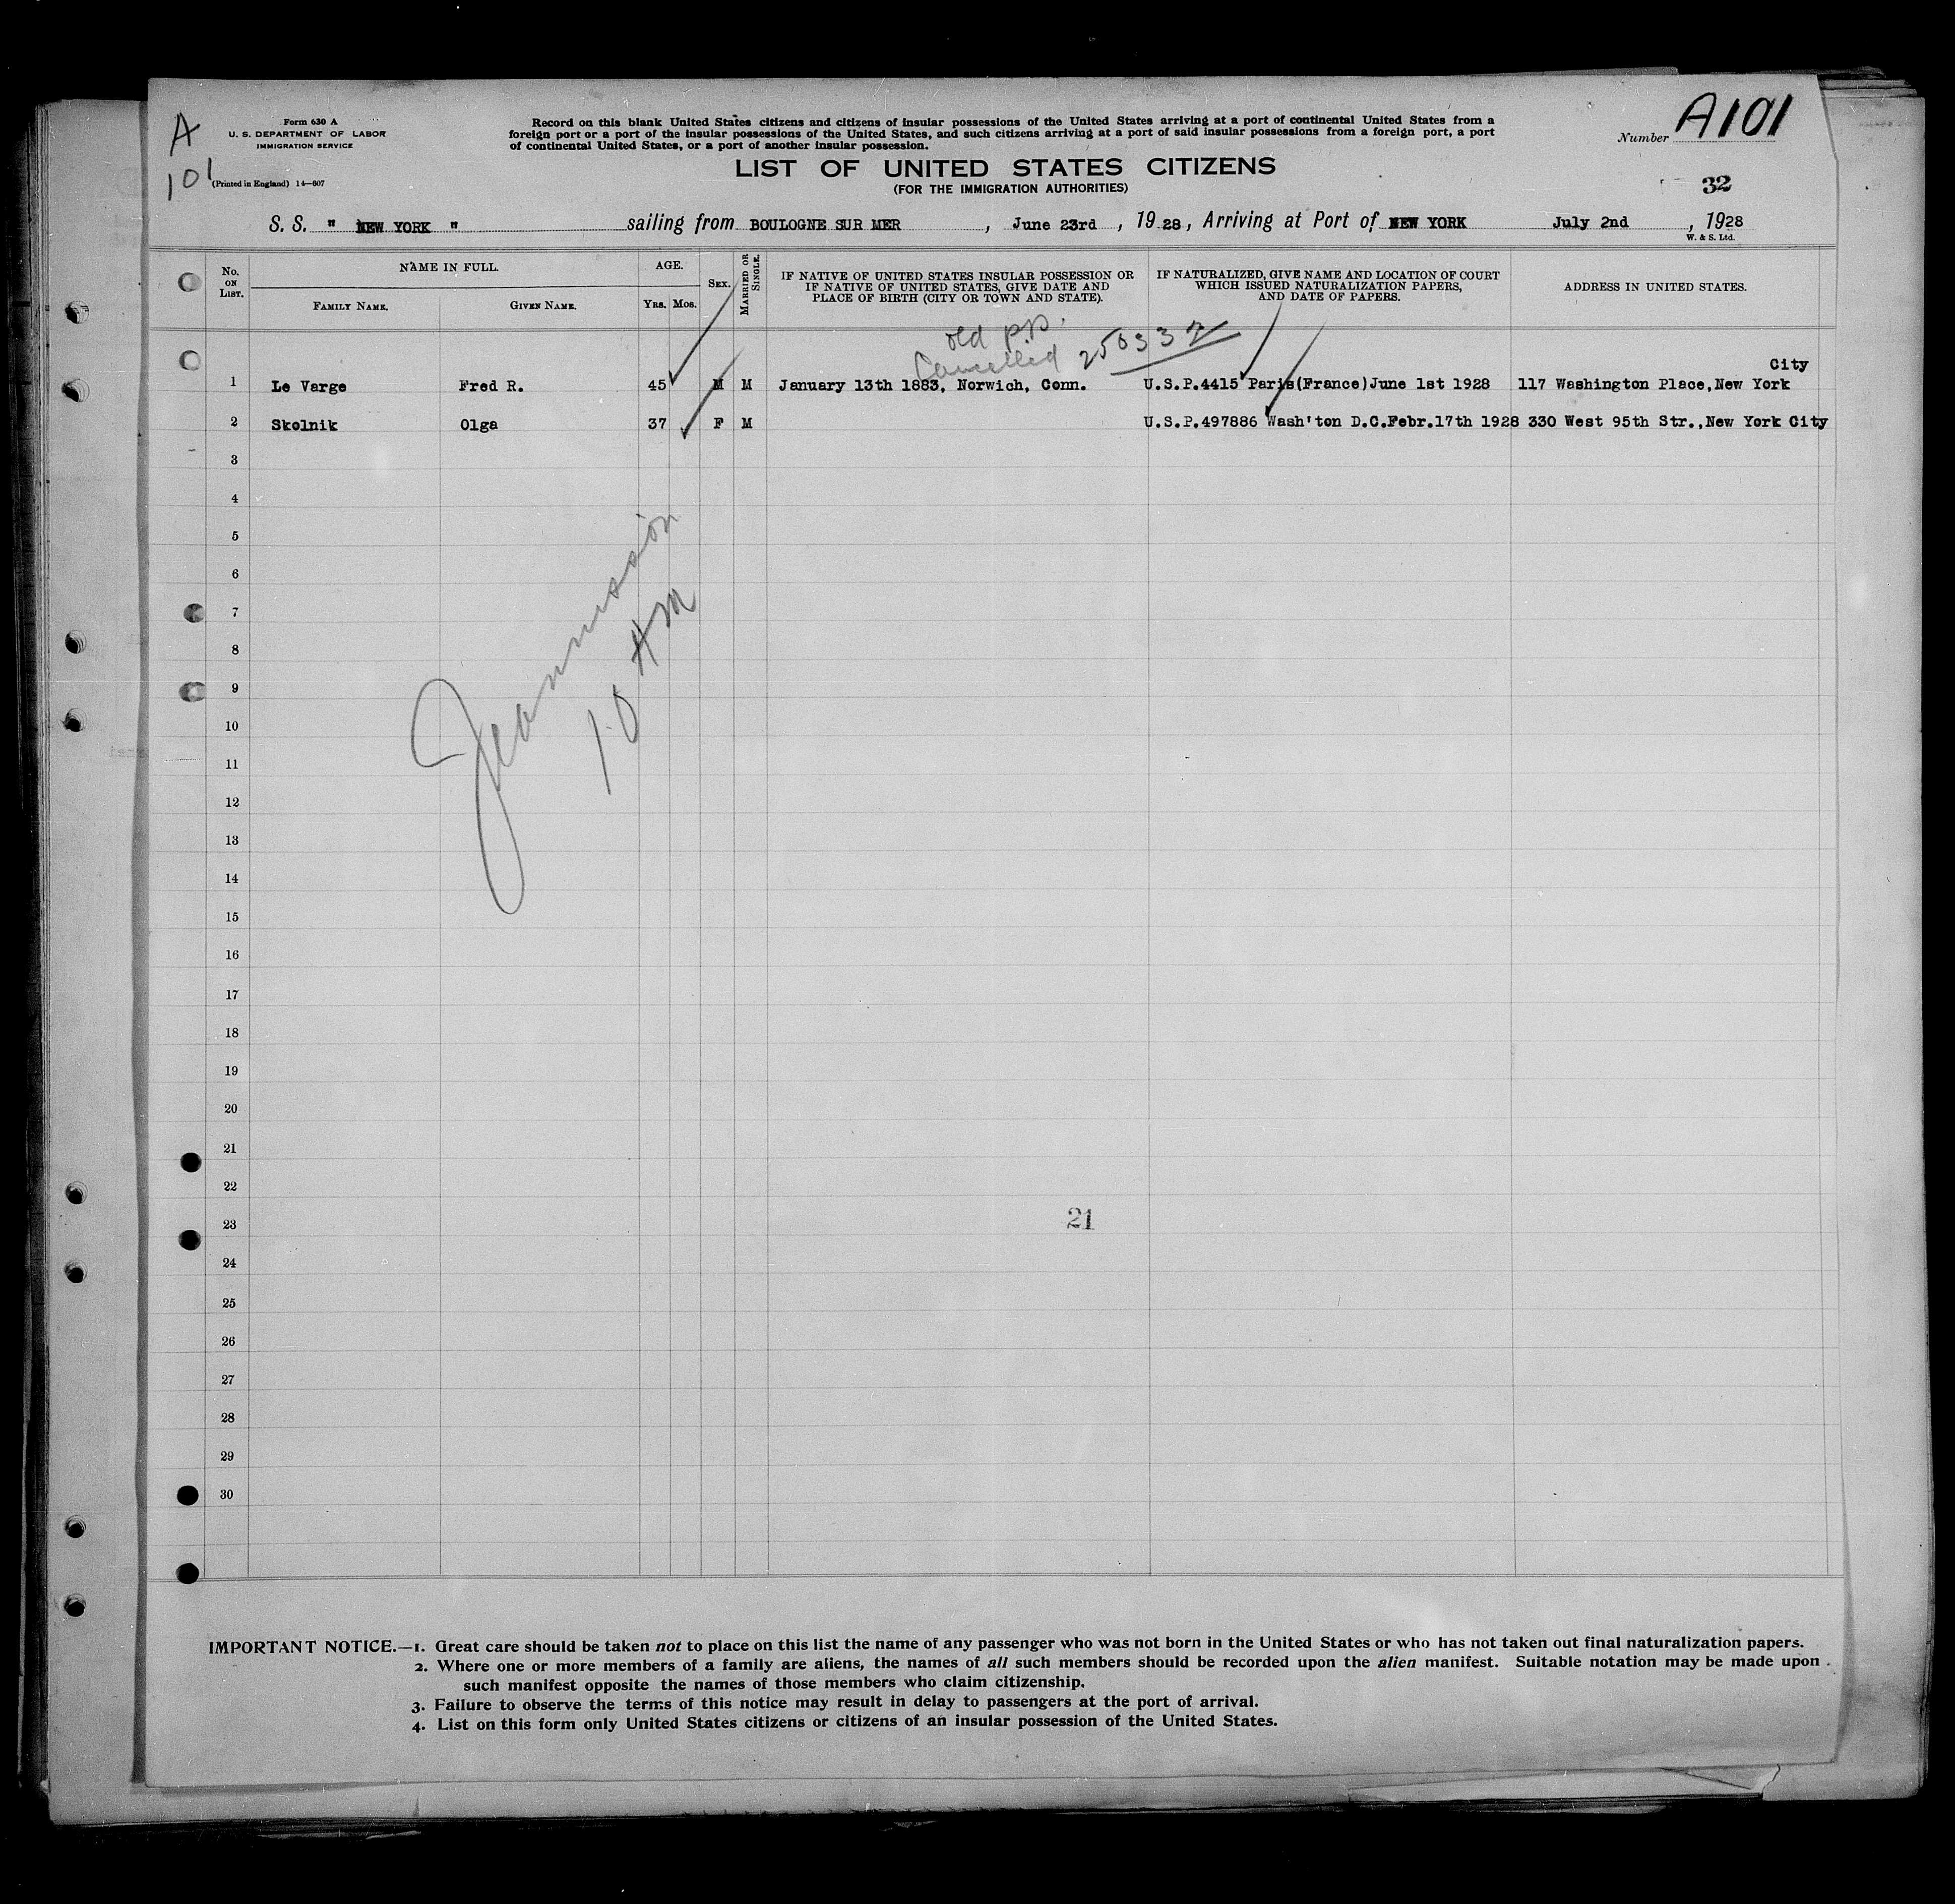 A
101
Form 630 A
U. S. DEPARTMENT OF LABOR
IMMIGRATION SERVICE
(Printed in England) 14—607
Record on this blank United States citizens and citizens of insular possessions of the United States arriving at a port of continental United States from a
foreign port or a port of the insular possessions of the United States, and such citizens arriving at a port of said insular possessions from a foreign port, a port
of continental United States, or a port of another insular possession.
Number A101
LIST OF UNITED STATES CITIZENS
(FOR THE IMMIGRATION AUTHORITIES)
32
S. S. " NEW YORK " sailing from BOULOGNE SUR MER , June 23rd , 1928, Arriving at Port of NEW YORK July 2nd , 1928
W. & S. Ltd.
No. ON LIST. NAME IN FULL. AGE. SEX. MARRIED OR SINGLE. IF NATIVE OF UNITED STATES INSULAR POSSESSION OR IF NATIVE OF UNITED STATES, GIVE DATE AND PLACE OF BIRTH (CITY OR TOWN AND STATE). IF NATURALIZED, GIVE NAME AND LOCATION OF COURT WHICH ISSUED NATURALIZATION PAPERS, AND DATE OF PAPERS. ADDRESS IN UNITED STATES.
FAMILY NAME. GIVEN NAME. YRS. MOS.
old pp.
Cancelled
City
1 Le Varge Fred R. 45 M M January 13th 1883, Norwich, Conn. U.S.P.4415 Paris(France)June 1st 1928 117 Washington Place,New York
2 Skolnik Olga 37 F M U.S.P.497886 Wash'ton D.C.Febr.17th 1928 330 West 95th Str.,New York City
3
4
5
6
7
8
9
10
11
12
13
14
15
16
17
18
19
20
21
22
23
24
25
26
27
28
29
30
10 AM
21
IMPORTANT NOTICE.—1. Great care should be taken not to place on this list the name of any passenger who was not born in the United States or who has not taken out final naturalization papers.
2. Where one or more members of a family are aliens, the names of all such members should be recorded upon the alien manifest. Suitable notation may be made upon
such manifest opposite the names of those members who claim citizenship.
3. Failure to observe the terms of this notice may result in delay to passengers at the port of arrival.
4. List on this form only United States citizens or citizens of an insular possession of the United States.